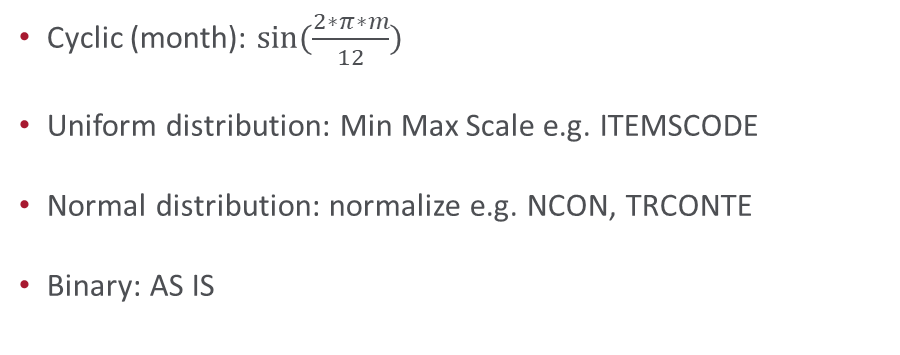 • Cyclic (month): sin(2*π*m/12)
• Uniform distribution: Min Max Scale e.g. ITEMSCODE
• Normal distribution: normalize e.g. NCON, TRCONTE
• Binary: AS IS